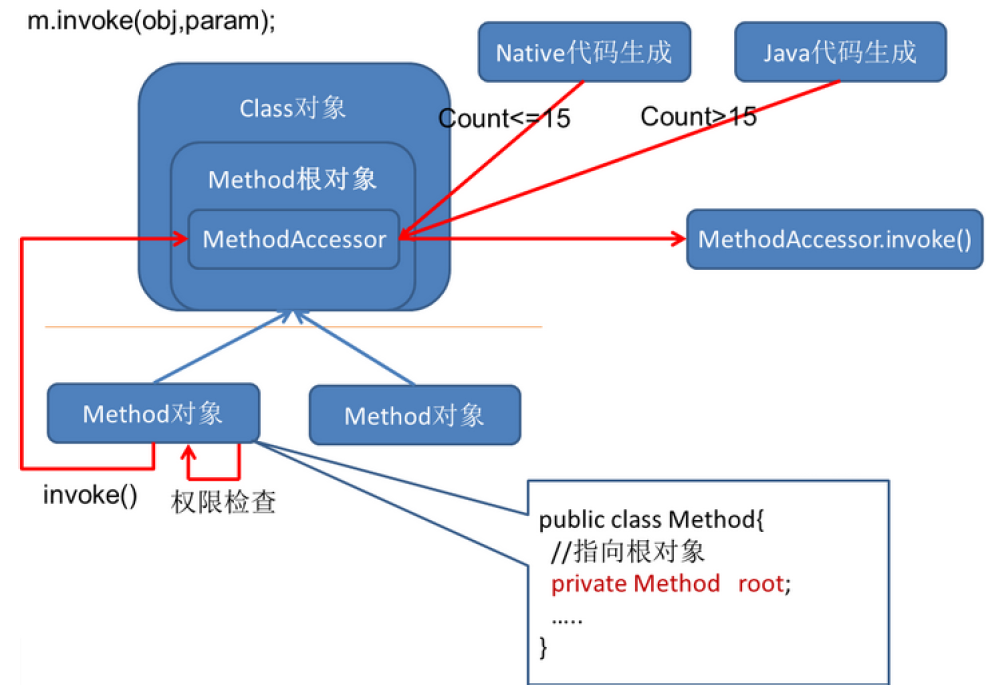 m.invoke(obj,param);
Native代码生成
Java代码生成
Class对象
Count<=15
Count>15
Method根对象
MethodAccessor
MethodAccessor.invoke()
Method对象
Method对象
invoke()
权限检查
public class Method{
//指向根对象
private Method root;
.....
}